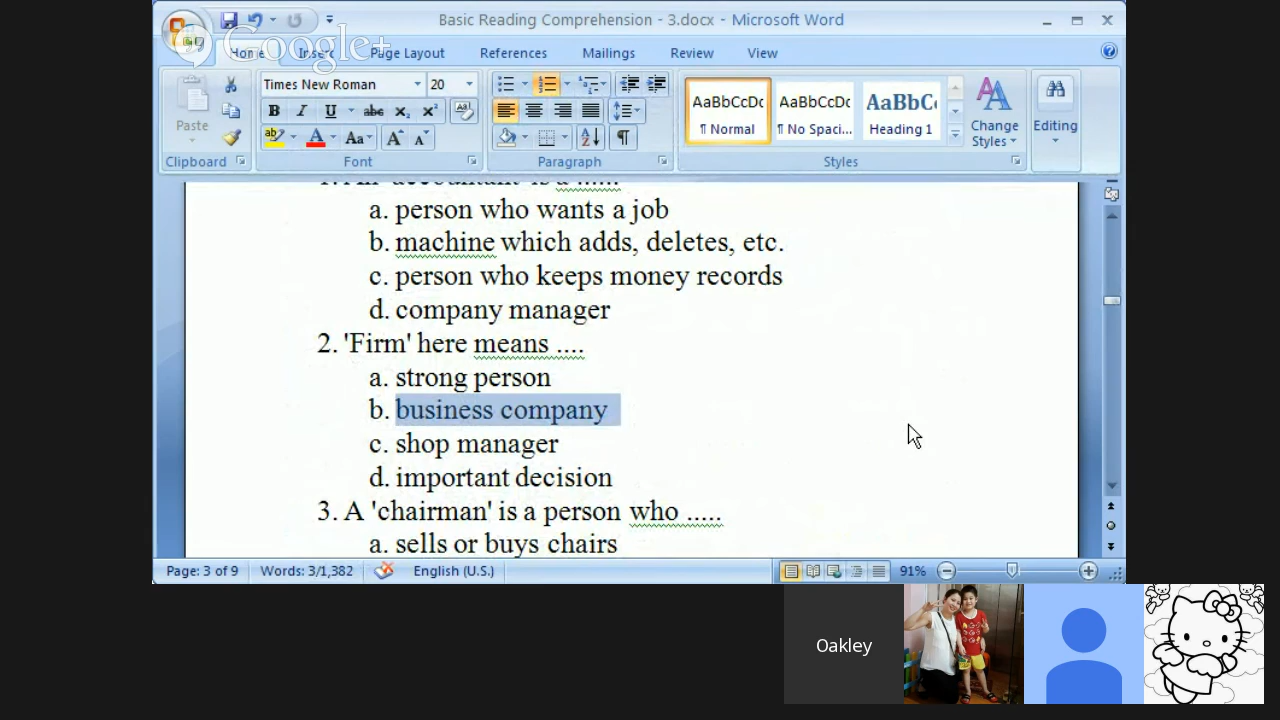 Basic Reading Comprehension - 3.docx - Microsoft Word
Google+
Home Insert Page Layout References Mailings Review View
Paste
Times New Roman 20
AaBbCcDc AaBbCcDc AaBbC
¶ Normal ¶ No Spaci... Heading 1
Change Styles
Editing
Clipboard Font Paragraph Styles
a. person who wants a job
b. machine which adds, deletes, etc.
c. person who keeps money records
d. company manager
2. 'Firm' here means ....
a. strong person
b. business company
c. shop manager
d. important decision
3. A 'chairman' is a person who .....
a. sells or buys chairs
Page: 3 of 9 Words: 3/1,382 English (U.S.) 91%
Oakley